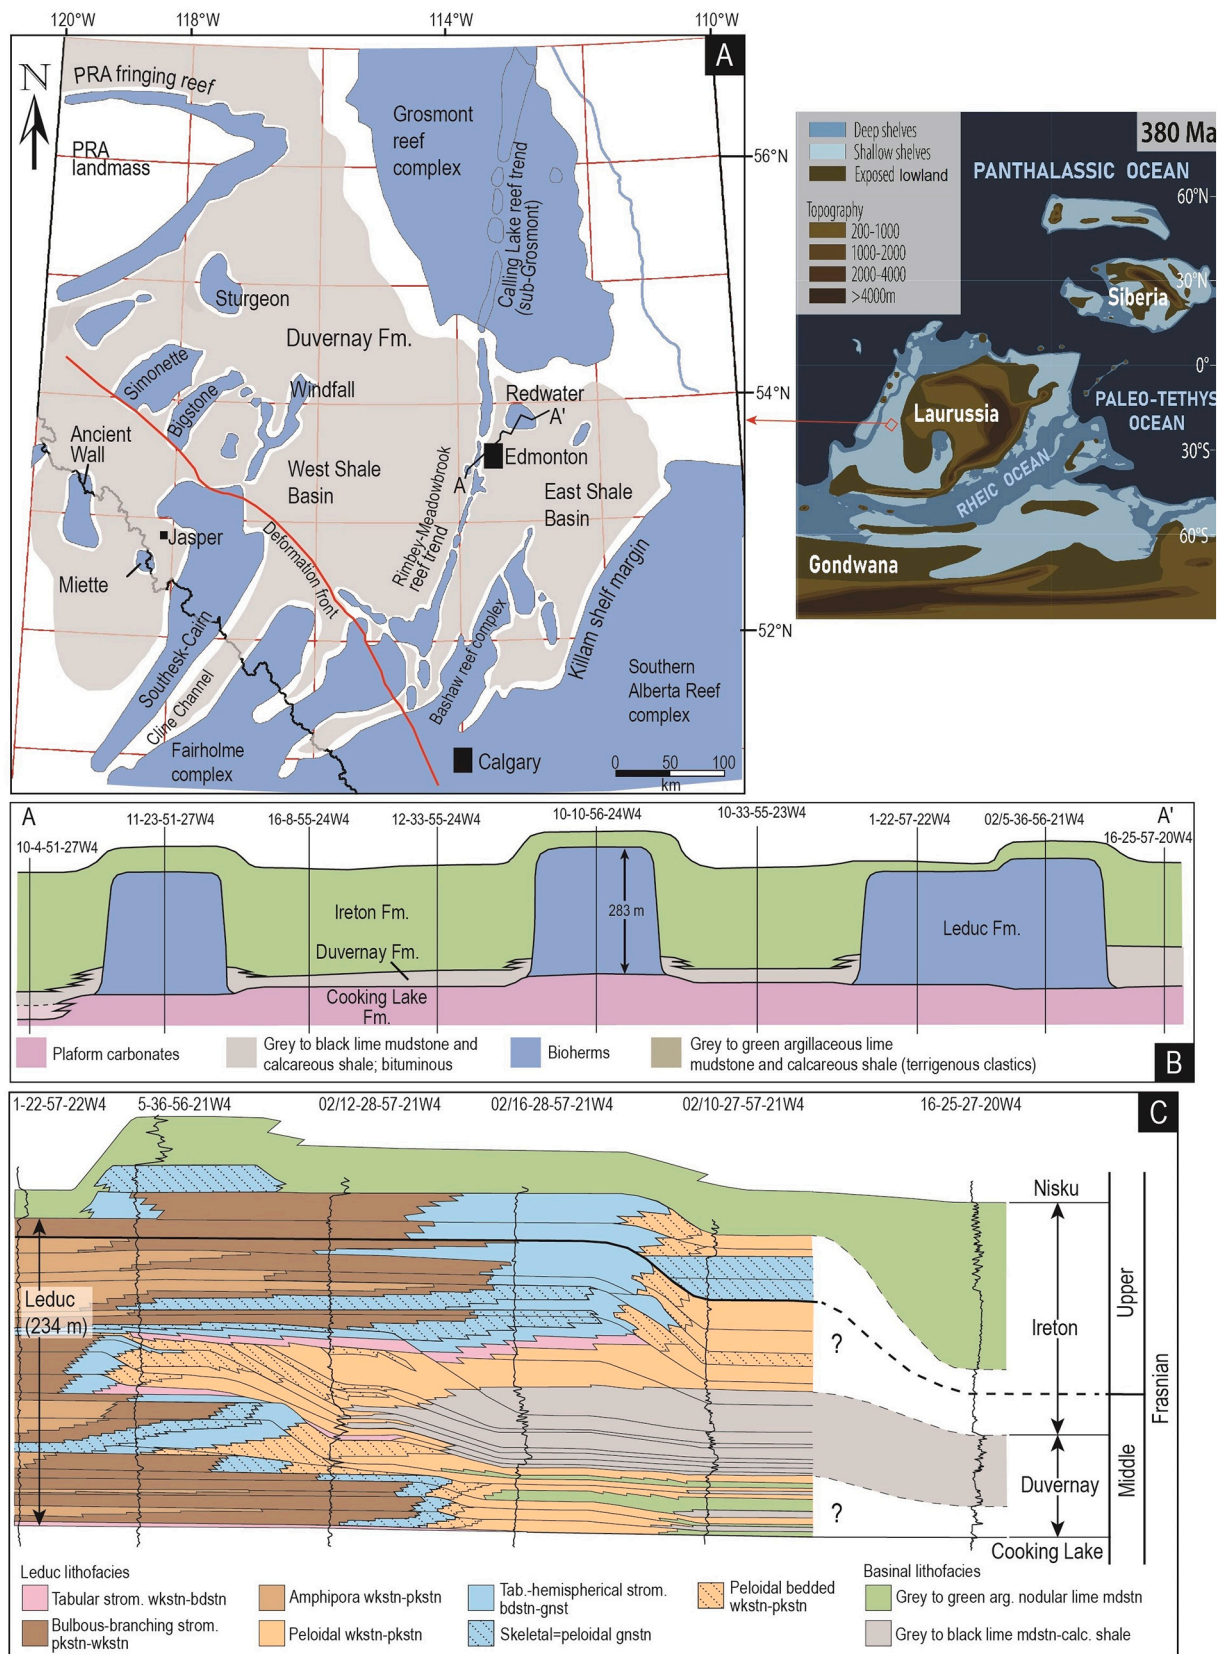 120°W
118°W
114°W
110°W
A
N
PRA fringing reef
PRA
landmass
Grosmont
reef
complex
Calling Lake reef trend
(sub-Grosmont)
56°N
Sturgeon
Duvernay Fm.
Simonette
Bigstone
Windfall
Redwater
A'
54°N
Ancient
Wall
West Shale
Basin
Edmonton
A
East Shale
Basin
Jasper
Rimbey-Meadowbrook
reef trend
Miette
Deformation front
Killam shelf margin
52°N
Southesk-Cairn
Cline Channel
Bashaw reef complex
Southern
Alberta Reef
complex
Fairholme
complex
Calgary
0 50 100
km
Deep shelves
Shallow shelves
Exposed lowland
Topography
200-1000
1000-2000
2000-4000
>4000m
380 Ma
PANTHALASSIC OCEAN
60°N
30°N
Siberia
0°
Laurussia
PALEO-TETHYS
OCEAN
30°S
RHEIC OCEAN
60°S
Gondwana
A
A'
10-4-51-27W4
11-23-51-27W4
16-8-55-24W4
12-33-55-24W4
10-10-56-24W4
10-33-55-23W4
1-22-57-22W4
02/5-36-56-21W4
16-25-57-20W4
Ireton Fm.
283 m
Leduc Fm.
Duvernay Fm.
Cooking Lake
Fm.
Plaform carbonates
Grey to black lime mudstone and
calcareous shale; bituminous
Bioherms
Grey to green argillaceous lime
mudstone and calcareous shale (terrigenous clastics)
B
1-22-57-22W4
5-36-56-21W4
02/12-28-57-21W4
02/16-28-57-21W4
02/10-27-57-21W4
16-25-27-20W4
C
Nisku
Leduc
(234 m)
Ireton
Upper
?
Frasnian
Duvernay
Middle
?
Cooking Lake
Leduc lithofacies
Tabular strom. wkstn-bdstn
Bulbous-branching strom.
pkstn-wkstn
Amphipora wkstn-pkstn
Peloidal wkstn-pkstn
Tab.-hemispherical strom.
bdstn-gnst
Skeletal=peloidal gnstn
Peloidal bedded
wkstn-pkstn
Basinal lithofacies
Grey to green arg. nodular lime mdstn
Grey to black lime mdstn-calc. shale